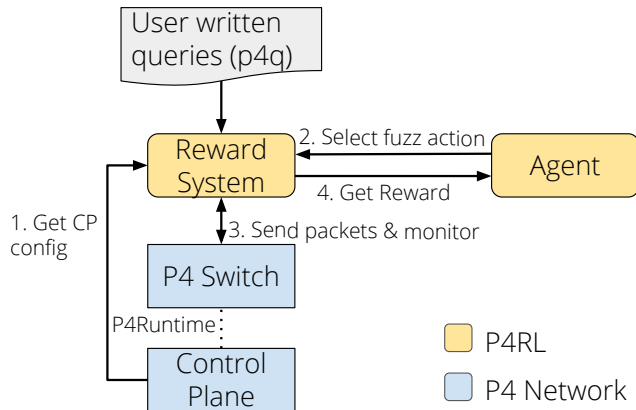 User written
queries (p4q)
2. Select fuzz action
Reward
System
Agent
4. Get Reward
1. Get CP
config
3. Send packets & monitor
P4 Switch
P4Runtime
Control
Plane
P4RL
P4 Network